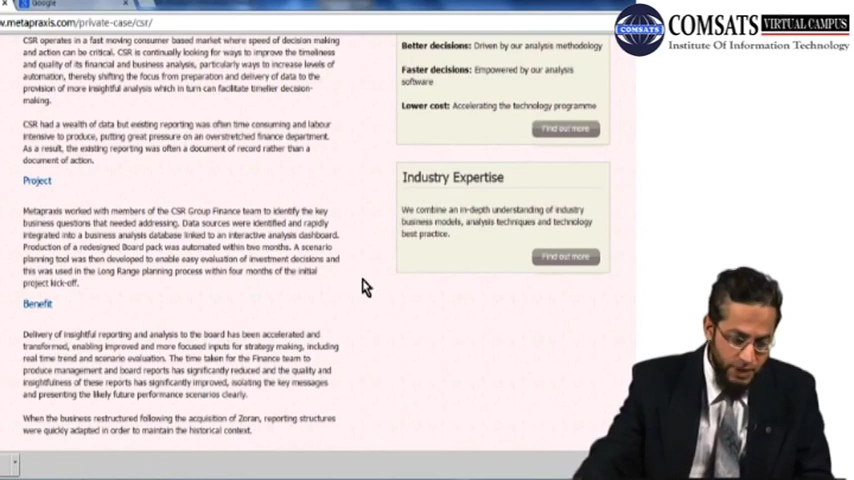 Google
w.metapraxis.com/private-case/csr/
COMSATS VIRTUAL CAMPUS
Institute Of Information Technology
COMSATS
CSR operates in a fast moving consumer based market where speed of decision making
and action can be critical. CSR is continually looking for ways to improve the timeliness
and quality of its financial and business analysis, particularly ways to increase levels of
automation, thereby shifting the focus from preparation and delivery of data to the
provision of more insightful analysis which in turn can facilitate timelier decision-
making.
CSR had a wealth of data but existing reporting was often time consuming and labour
intensive to produce, putting great pressure on an overstretched finance department.
As a result, the existing reporting was often a document of record rather than a
document of action.
Project
Metapraxis worked with members of the CSR Group Finance team to identify the key
business questions that needed addressing. Data sources were identified and rapidly
integrated into a business analysis database linked to an interactive analysis dashboard.
Production of a redesigned Board pack was automated within two months. A scenario
planning tool was then developed to enable easy evaluation of investment decisions and
this was used in the Long Range planning process within four months of the initial
project kick-off.
Benefit
Delivery of insightful reporting and analysis to the board has been accelerated and
transformed, enabling improved and more focused inputs for strategy making, including
real time trend and scenario evaluation. The time taken for the Finance team to
produce management and board reports has significantly reduced and the quality and
insightfulness of these reports has significantly improved, isolating the key messages
and presenting the likely future performance scenarios clearly.
When the business restructured following the acquisition of Zoran, reporting structures
were quickly adapted in order to maintain the historical context.
Better decisions: Driven by our analysis methodology
Faster decisions: Empowered by our analysis
software
Lower cost: Accelerating the technology programme
Find out more
Industry Expertise
We combine an in-depth understanding of industry
business models, analysis techniques and technology
best practice.
Find out more